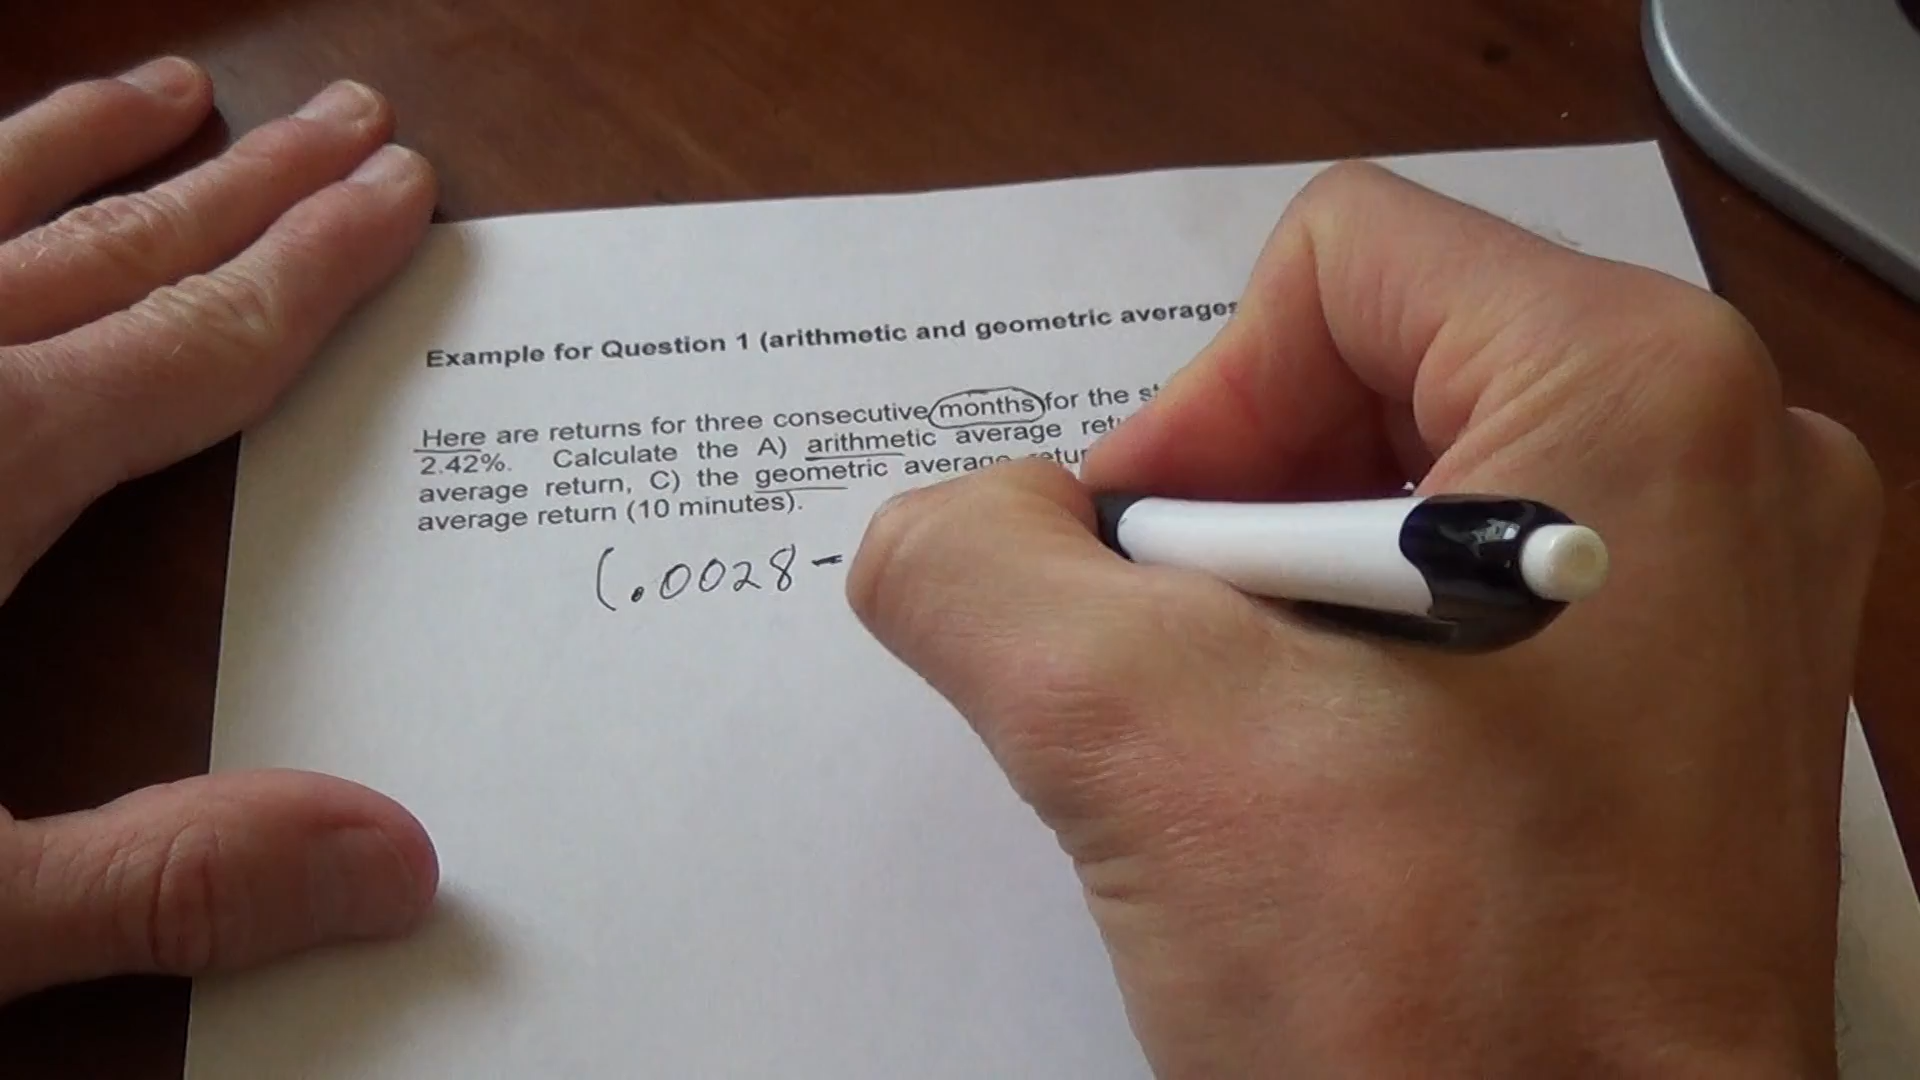 Example for Question 1 (arithmetic and geometric averages
Here are returns for three consecutive months for the
2.42%. Calculate the A) arithmetic average
average return, C) the geometric average
average return (10 minutes).
(.0028 -